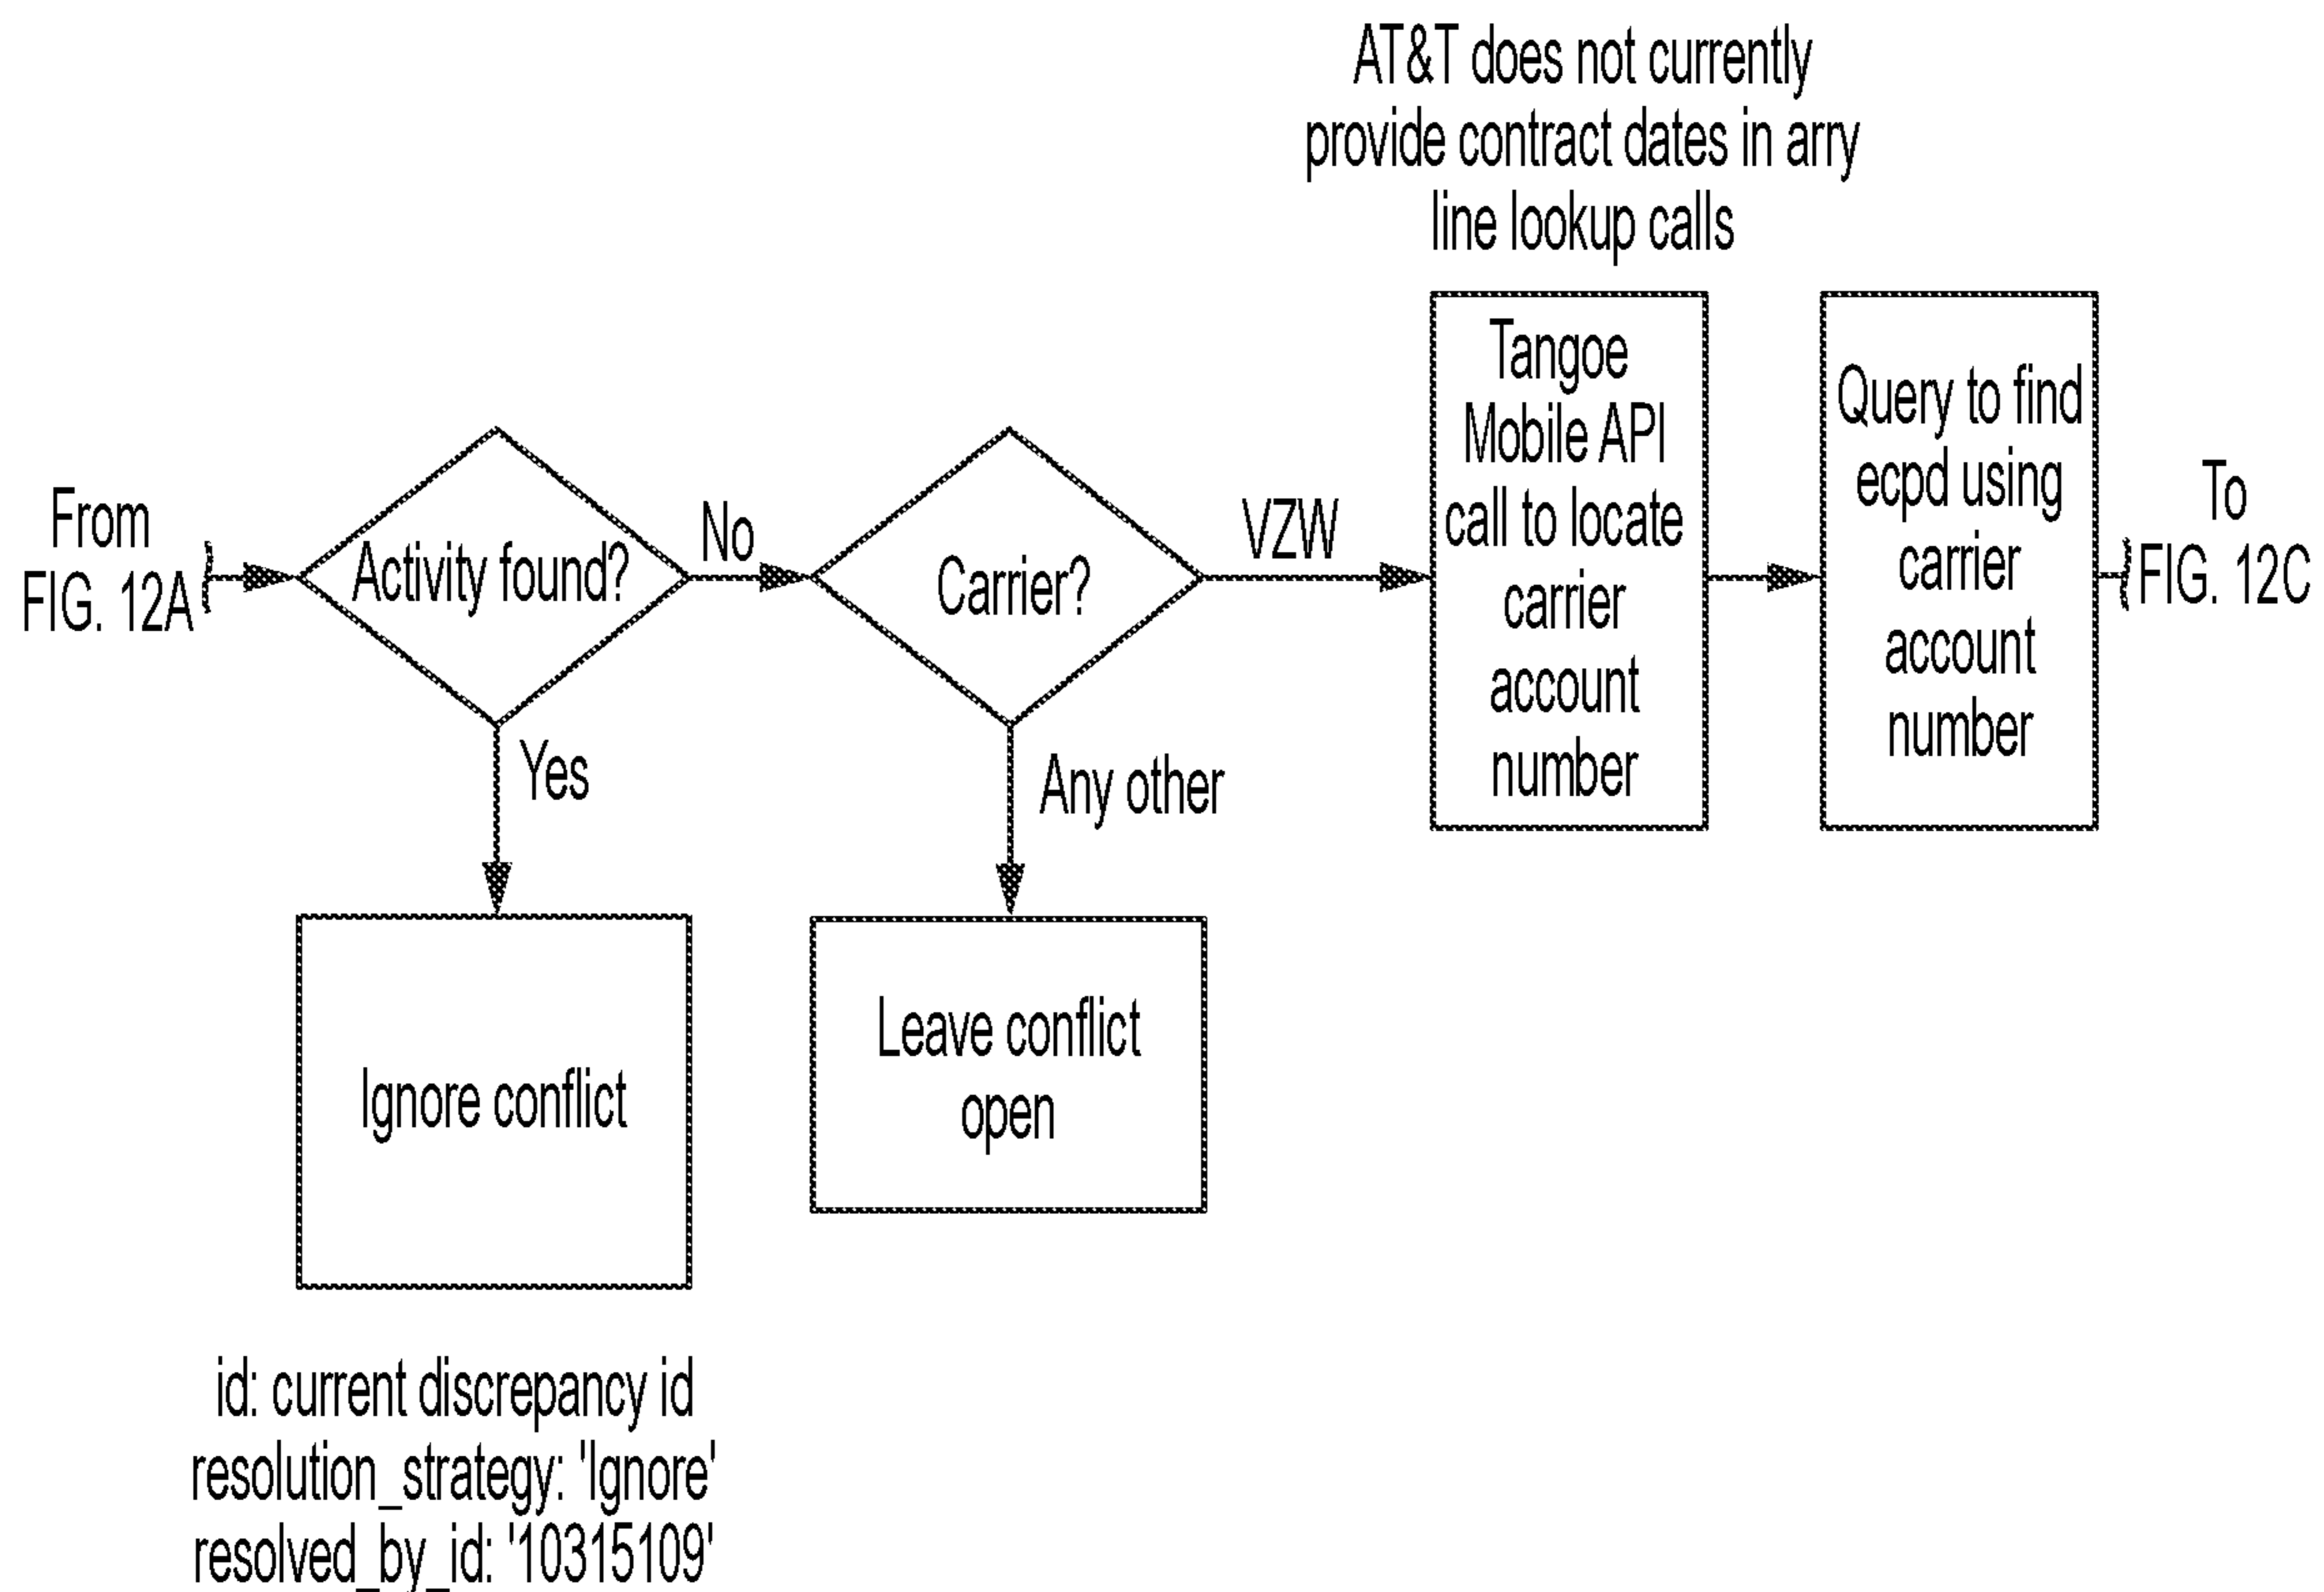 AT&T does not currently
provide contract dates in arry
line lookup calls
From
FIG. 12A
Activity found?
No
Carrier?
VZW
Tangoe
Mobile API
call to locate
carrier
account
number
Query to find
ecpd using
carrier
account
number
To
FIG. 12C
Yes
Any other
Ignore conflict
Leave conflict
open
id: current discrepancy id
resolution_strategy: 'Ignore'
resolved_by_id: '10315109'